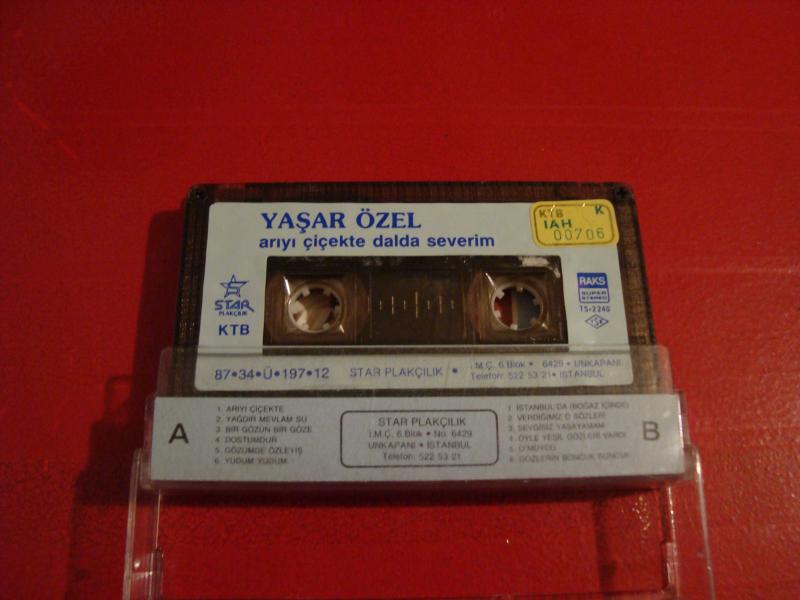 YAŞAR ÖZEL
arıyı çiçekte dalda severim
KTB K
IAH
00706
STAR
PLAKÇILIK
KTB
RAKS
SUPER
STEREO
TS-2240
TSE
87•34•Ü•197•12 STAR PLAKÇILIK •
İ.M.Ç. 6.Blok • 6429 • UNKAPANI
Telefon: 522 53 21 • İSTANBUL
A
1. ARIYI ÇİÇEKTE
2. YAĞDIR MEVLAM SU
3. BİR GÖZÜN BİR GÖZE
4. DOSTUMDUR
5. GÖZÜMDE ÖZLEYİŞ
6. YUDUM YUDUM
STAR PLAKÇILIK
İ.M.Ç. 6.Blok • No. 6429
UNKAPANI • İSTANBUL
Telefon: 522 53 21
1. İSTANBUL'DA (BOĞAZ İÇİNDE)
2. VERDİĞİMİZ O SÖZLERİ
3. SEVGİSİZ YAŞAYAMAM
4. ÖYLE YEŞİL GÖZLERİ VARDI
5. O'MUYDU
6. GÖZLERİN BONCUK BONCUK
B